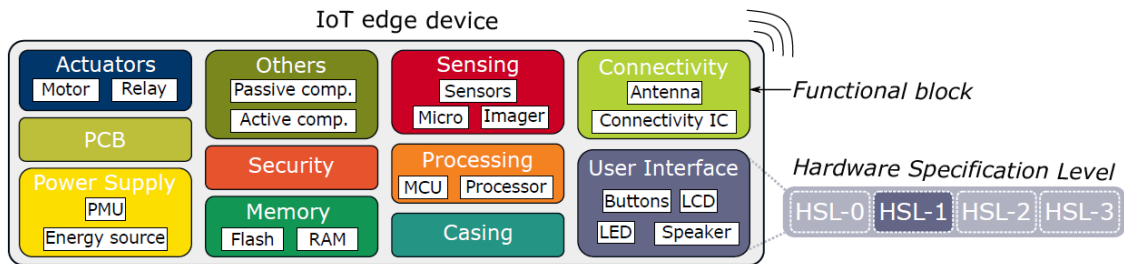 IoT edge device
Actuators
Motor
Relay
PCB
Power Supply
PMU
Energy source
Others
Passive comp.
Active comp.
Security
Memory
Flash
RAM
Sensing
Sensors
Micro
Imager
Processing
MCU
Processor
Casing
Connectivity
Antenna
Connectivity IC
User Interface
Buttons
LCD
LED
Speaker
Functional block
Hardware Specification Level
HSL-0
HSL-1
HSL-2
HSL-3